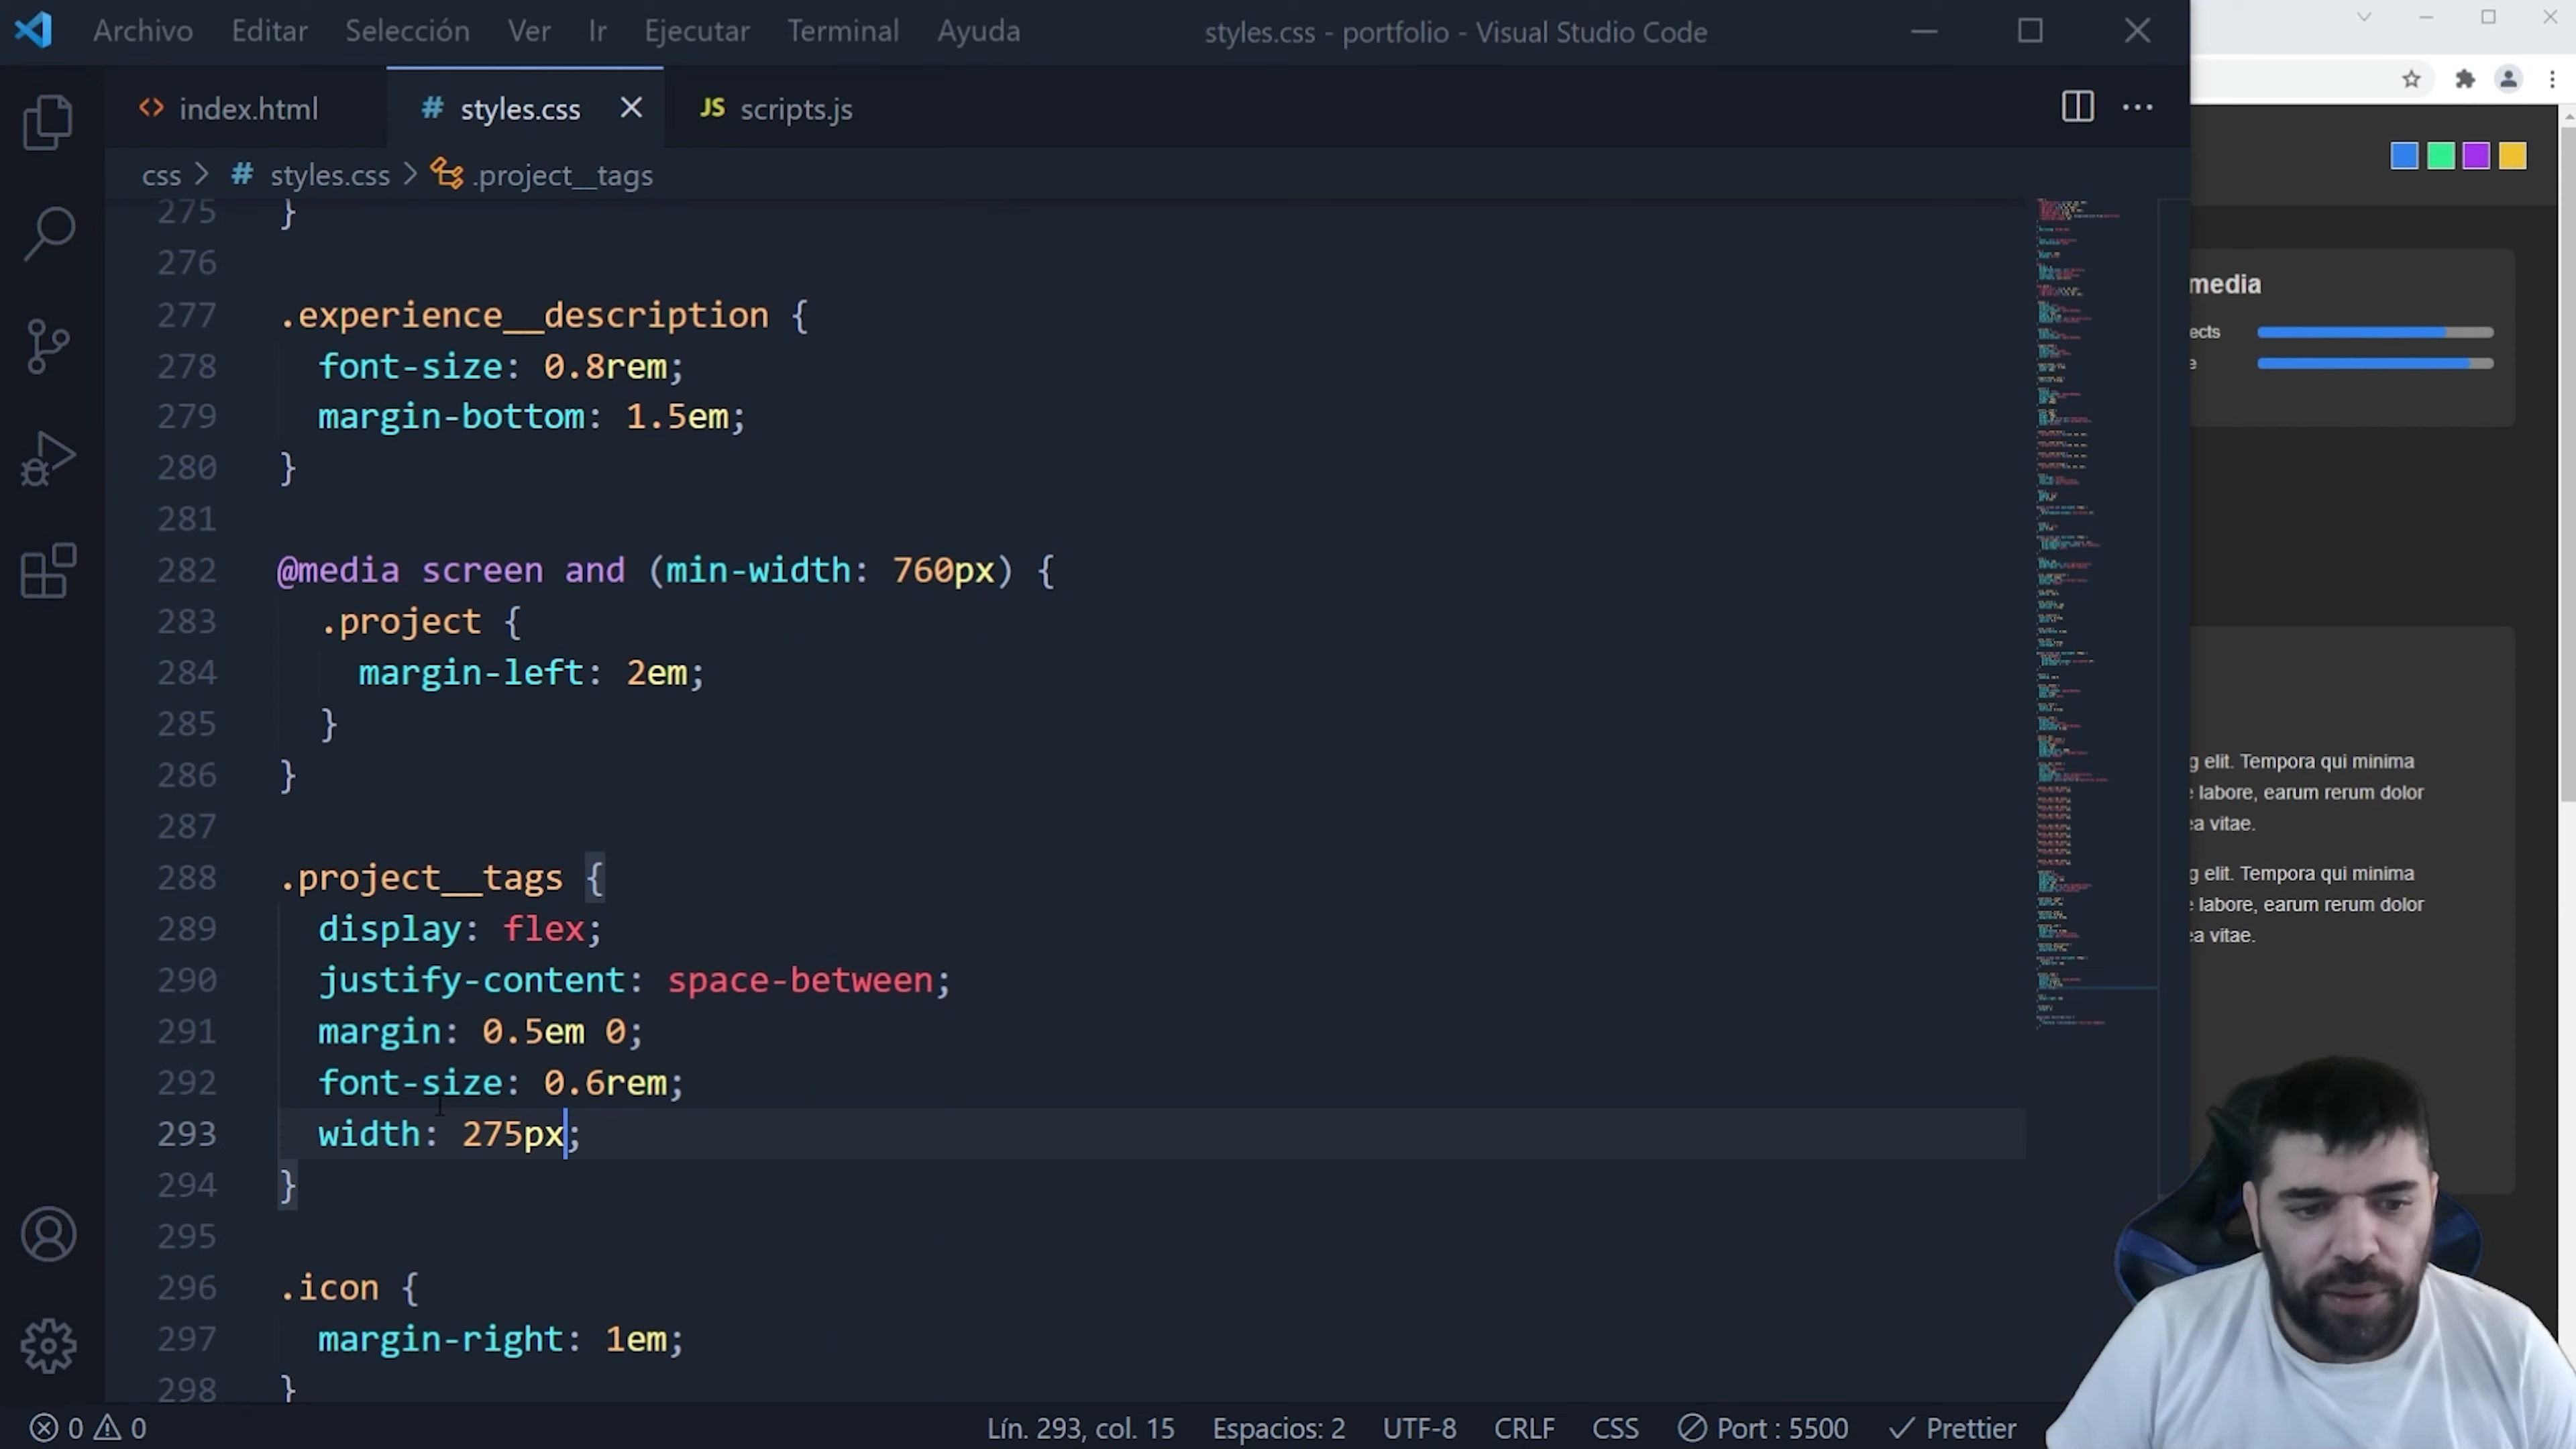 Archivo Editar Selección Ver Ir Ejecutar Terminal Ayuda styles.css - portfolio - Visual Studio Code
<> index.html # styles.css JS scripts.js
css > # styles.css > .project__tags
275 }
276
277 .experience__description {
278 font-size: 0.8rem;
279 margin-bottom: 1.5em;
280 }
281
282 @media screen and (min-width: 760px) {
283 .project {
284 margin-left: 2em;
285 }
286 }
287
288 .project__tags {
289 display: flex;
290 justify-content: space-between;
291 margin: 0.5em 0;
292 font-size: 0.6rem;
293 width: 275px;
294 }
295
296 .icon {
297 margin-right: 1em;
298 }
0 0 Lín. 293, col. 15 Espacios: 2 UTF-8 CRLF CSS Port : 5500 Prettier
media
ects
e
g elit. Tempora qui minima
labore, earum rerum dolor
ea vitae.
g elit. Tempora qui minima
labore, earum rerum dolor
ea vitae.